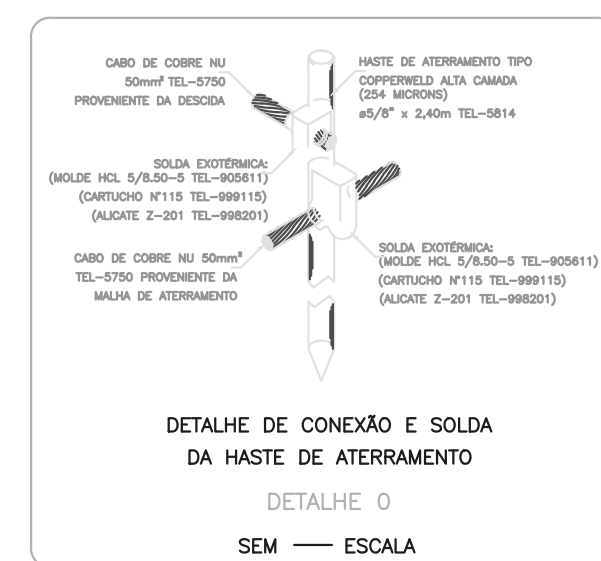 CABO DE COBRE NU
50mm² TEL-5750
PROVENIENTE DA DESCIDA
HASTE DE ATERRAMENTO TIPO
COPPERWELD ALTA CAMADA
(254 MICRONS)
ø5/8" x 2,40m TEL-5814
SOLDA EXOTÉRMICA:
(MOLDE HCL 5/8.50-5 TEL-905611)
(CARTUCHO N°115 TEL-999115)
(ALICATE Z-201 TEL-998201)
CABO DE COBRE NU 50mm²
TEL-5750 PROVENIENTE DA
MALHA DE ATERRAMENTO
SOLDA EXOTÉRMICA:
(MOLDE HCL 5/8.50-5 TEL-905611)
(CARTUCHO N°115 TEL-999115)
(ALICATE Z-201 TEL-998201)
DETALHE DE CONEXÃO E SOLDA
DA HASTE DE ATERRAMENTO
DETALHE 0
SEM — ESCALA